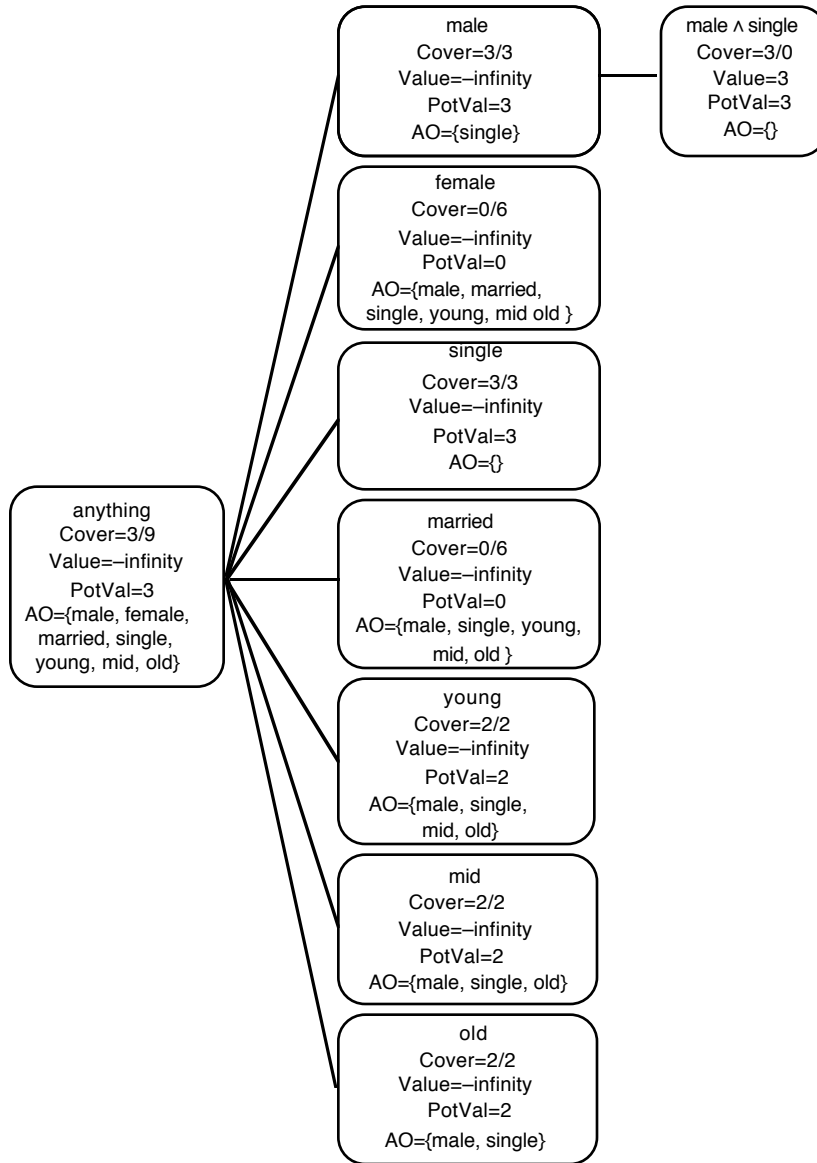 male
Cover=3/3
Value=–infinity
PotVal=3
AO={single}
male ∧ single
Cover=3/0
Value=3
PotVal=3
AO={}
female
Cover=0/6
Value=–infinity
PotVal=0
AO={male, married,
single, young, mid old }
single
Cover=3/3
Value=–infinity
PotVal=3
AO={}
anything
Cover=3/9
Value=–infinity
PotVal=3
AO={male, female,
married, single,
young, mid, old}
married
Cover=0/6
Value=–infinity
PotVal=0
AO={male, single, young,
mid, old }
young
Cover=2/2
Value=–infinity
PotVal=2
AO={male, single,
mid, old}
mid
Cover=2/2
Value=–infinity
PotVal=2
AO={male, single, old}
old
Cover=2/2
Value=–infinity
PotVal=2
AO={male, single}